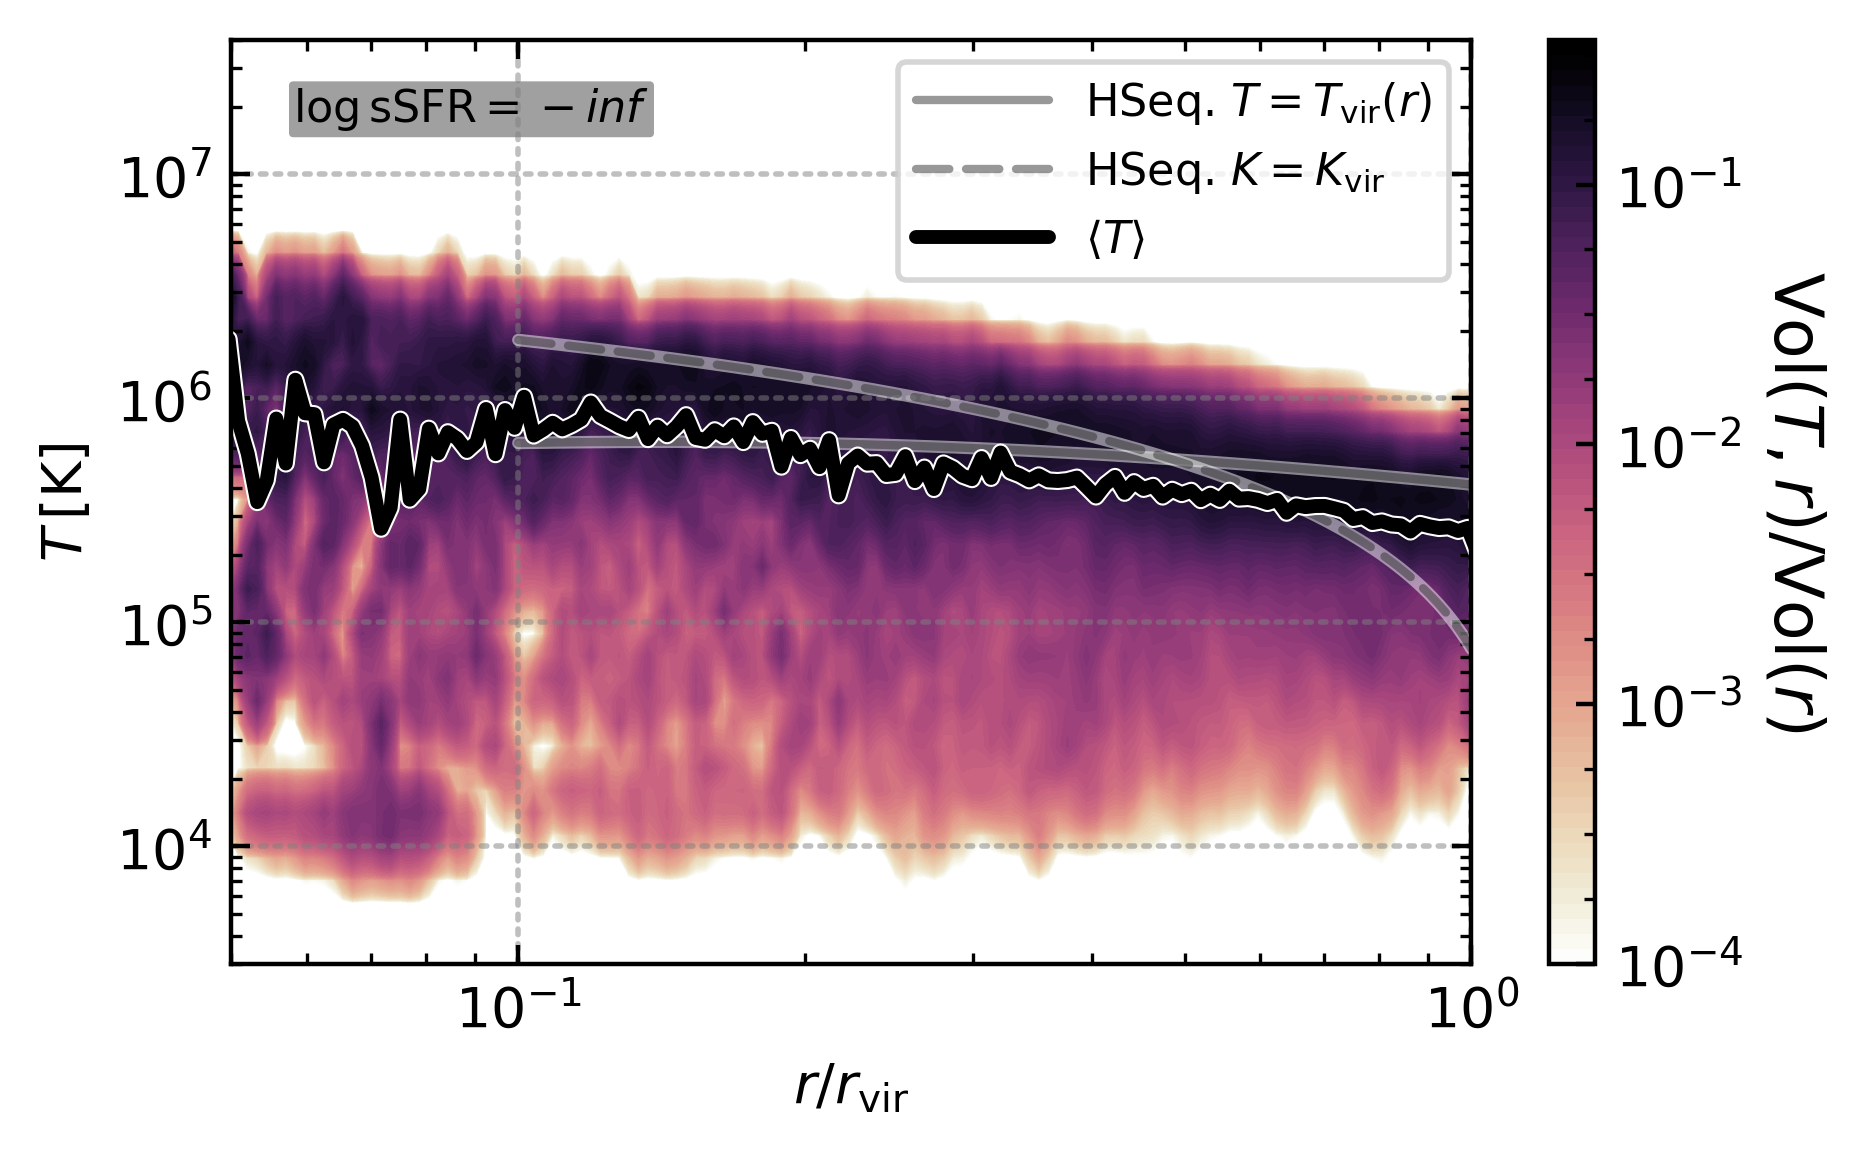 log sSFR = −inf
HSeq. T = T_vir(r)
HSeq. K = K_vir
⟨T⟩
10^7
10^6
10^5
10^4
T [K]
10^−1
10^0
r/r_vir
10^−1
10^−2
10^−3
10^−4
Vol(T, r)/Vol(r)